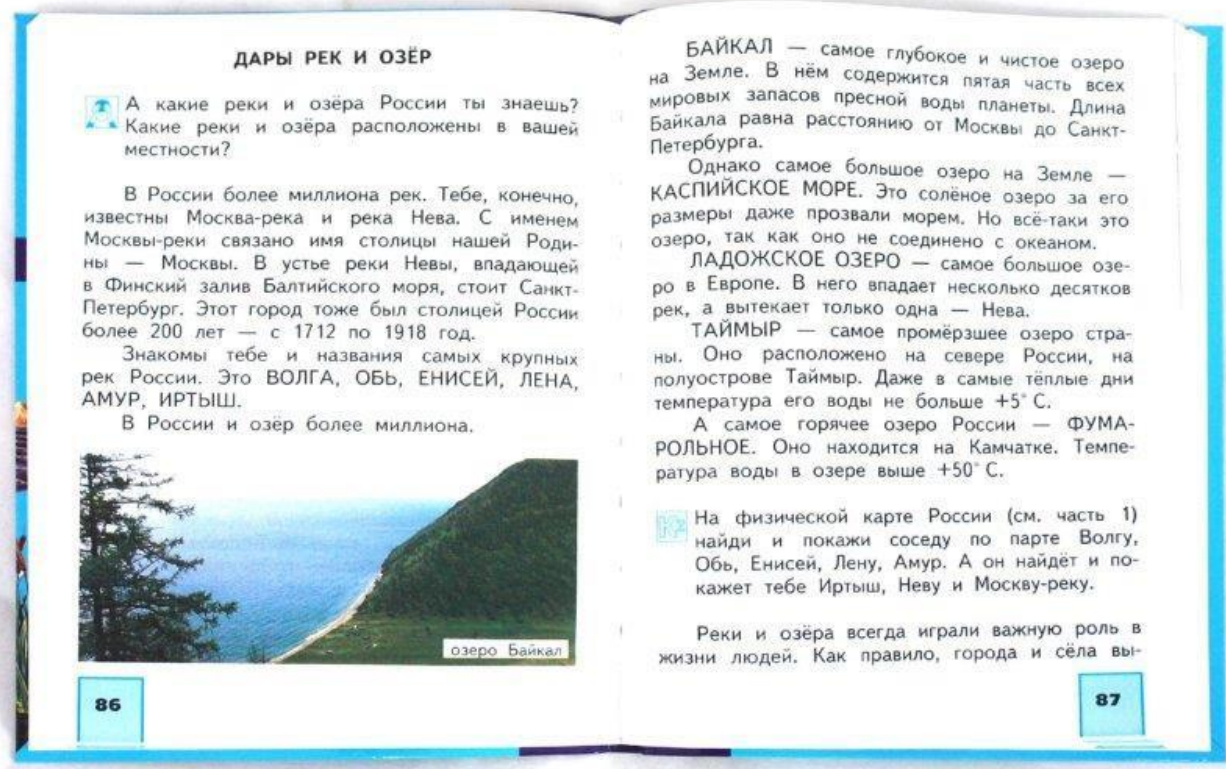 ДАРЫ РЕК И ОЗЁР
А какие реки и озёра России ты знаешь?
Какие реки и озёра расположены в вашей
местности?
В России более миллиона рек. Тебе, конечно,
известны Москва-река и река Нева. С именем
Москвы-реки связано имя столицы нашей Роди-
ны — Москвы. В устье реки Невы, впадающей
в Финский залив Балтийского моря, стоит Санкт-
Петербург. Этот город тоже был столицей России
более 200 лет — с 1712 по 1918 год.
Знакомы тебе и названия самых крупных
рек России. Это ВОЛГА, ОБЬ, ЕНИСЕЙ, ЛЕНА,
АМУР, ИРТЫШ.
В России и озёр более миллиона.
озеро Байкал
86
БАЙКАЛ — самое глубокое и чистое озеро
на Земле. В нём содержится пятая часть всех
мировых запасов пресной воды планеты. Длина
Байкала равна расстоянию от Москвы до Санкт-
Петербурга.
Однако самое большое озеро на Земле —
КАСПИЙСКОЕ МОРЕ. Это солёное озеро за его
размеры даже прозвали морем. Но всё-таки это
озеро, так как оно не соединено с океаном.
ЛАДОЖСКОЕ ОЗЕРО — самое большое озе-
ро в Европе. В него впадает несколько десятков
рек, а вытекает только одна — Нева.
ТАЙМЫР — самое промёрзшее озеро стра-
ны. Оно расположено на севере России, на
полуострове Таймыр. Даже в самые тёплые дни
температура его воды не больше +5° С.
А самое горячее озеро России — ФУМА-
РОЛЬНОЕ. Оно находится на Камчатке. Темпе-
ратура воды в озере выше +50° С.
На физической карте России (см. часть 1)
найди и покажи соседу по парте Волгу,
Обь, Енисей, Лену, Амур. А он найдёт и по-
кажет тебе Иртыш, Неву и Москву-реку.
Реки и озёра всегда играли важную роль в
жизни людей. Как правило, города и сёла вы-
87